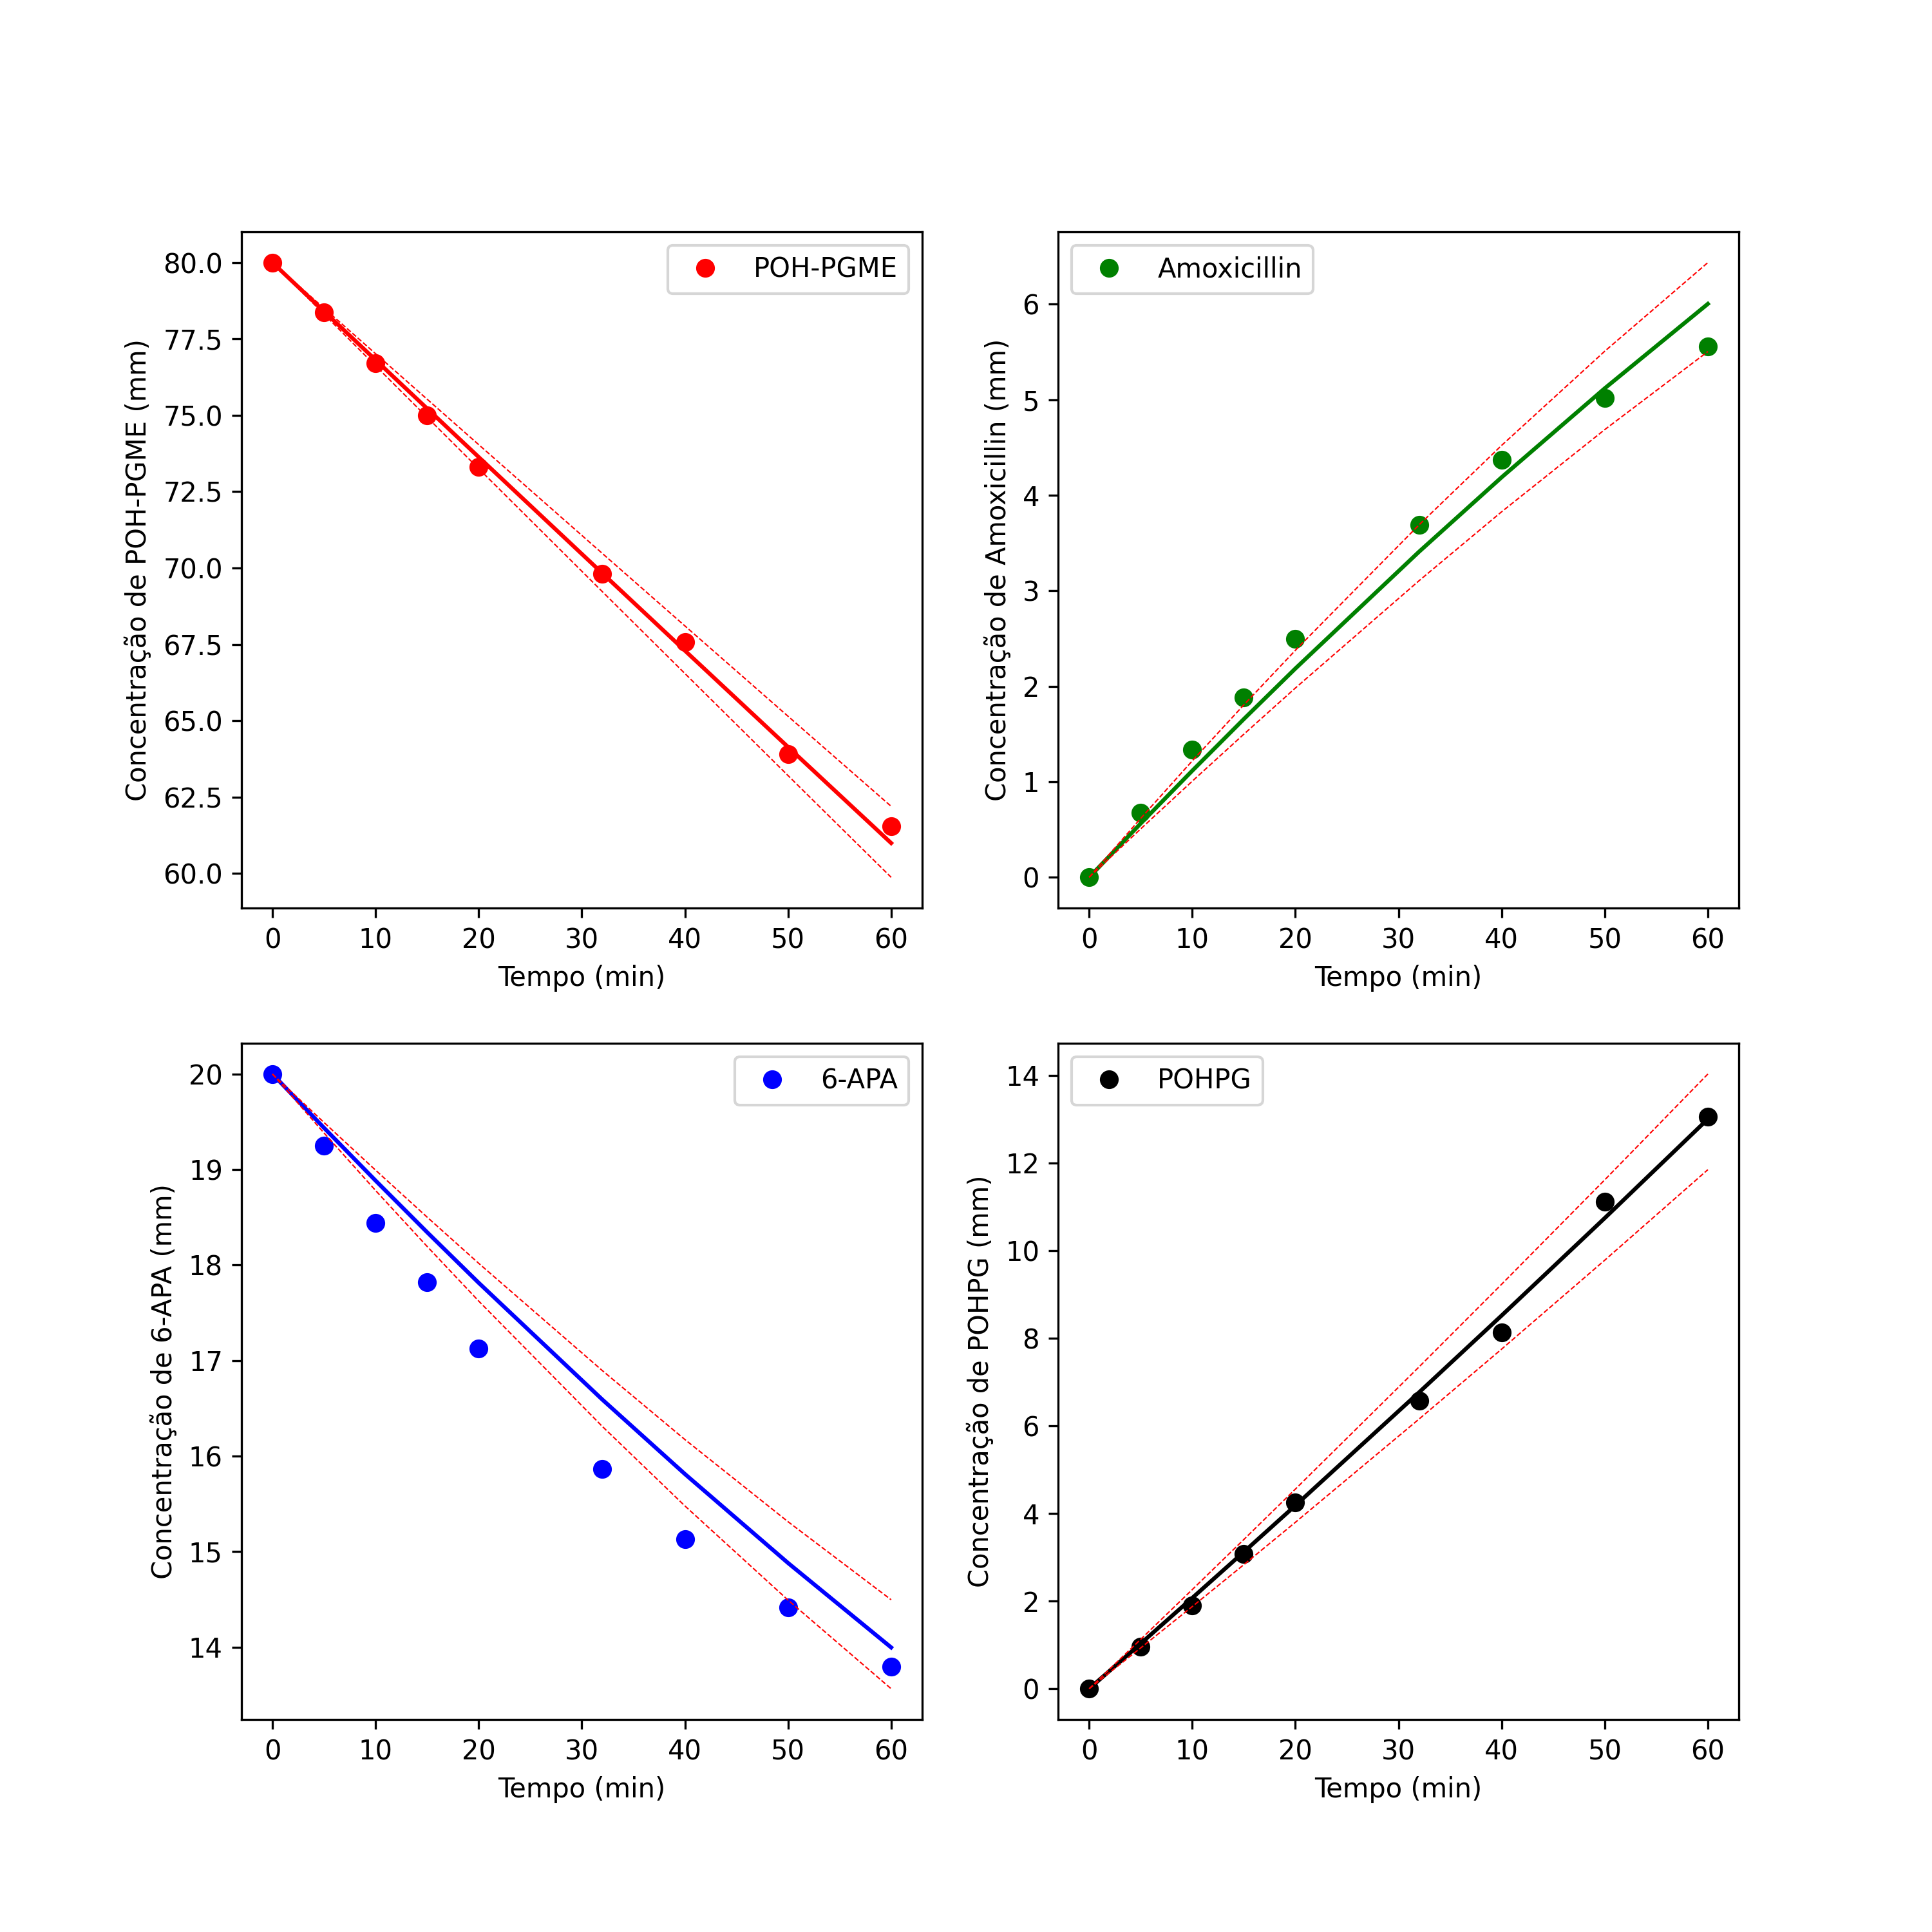 POH-PGME
80.0
77.5
75.0
72.5
70.0
67.5
65.0
62.5
60.0
Concentração de POH-PGME (mm)
0 10 20 30 40 50 60
Tempo (min)
Amoxicillin
6
5
4
3
2
1
0
Concentração de Amoxicillin (mm)
0 10 20 30 40 50 60
Tempo (min)
6-APA
20
19
18
17
16
15
14
Concentração de 6-APA (mm)
0 10 20 30 40 50 60
Tempo (min)
POHPG
14
12
10
8
6
4
2
0
Concentração de POHPG (mm)
0 10 20 30 40 50 60
Tempo (min)